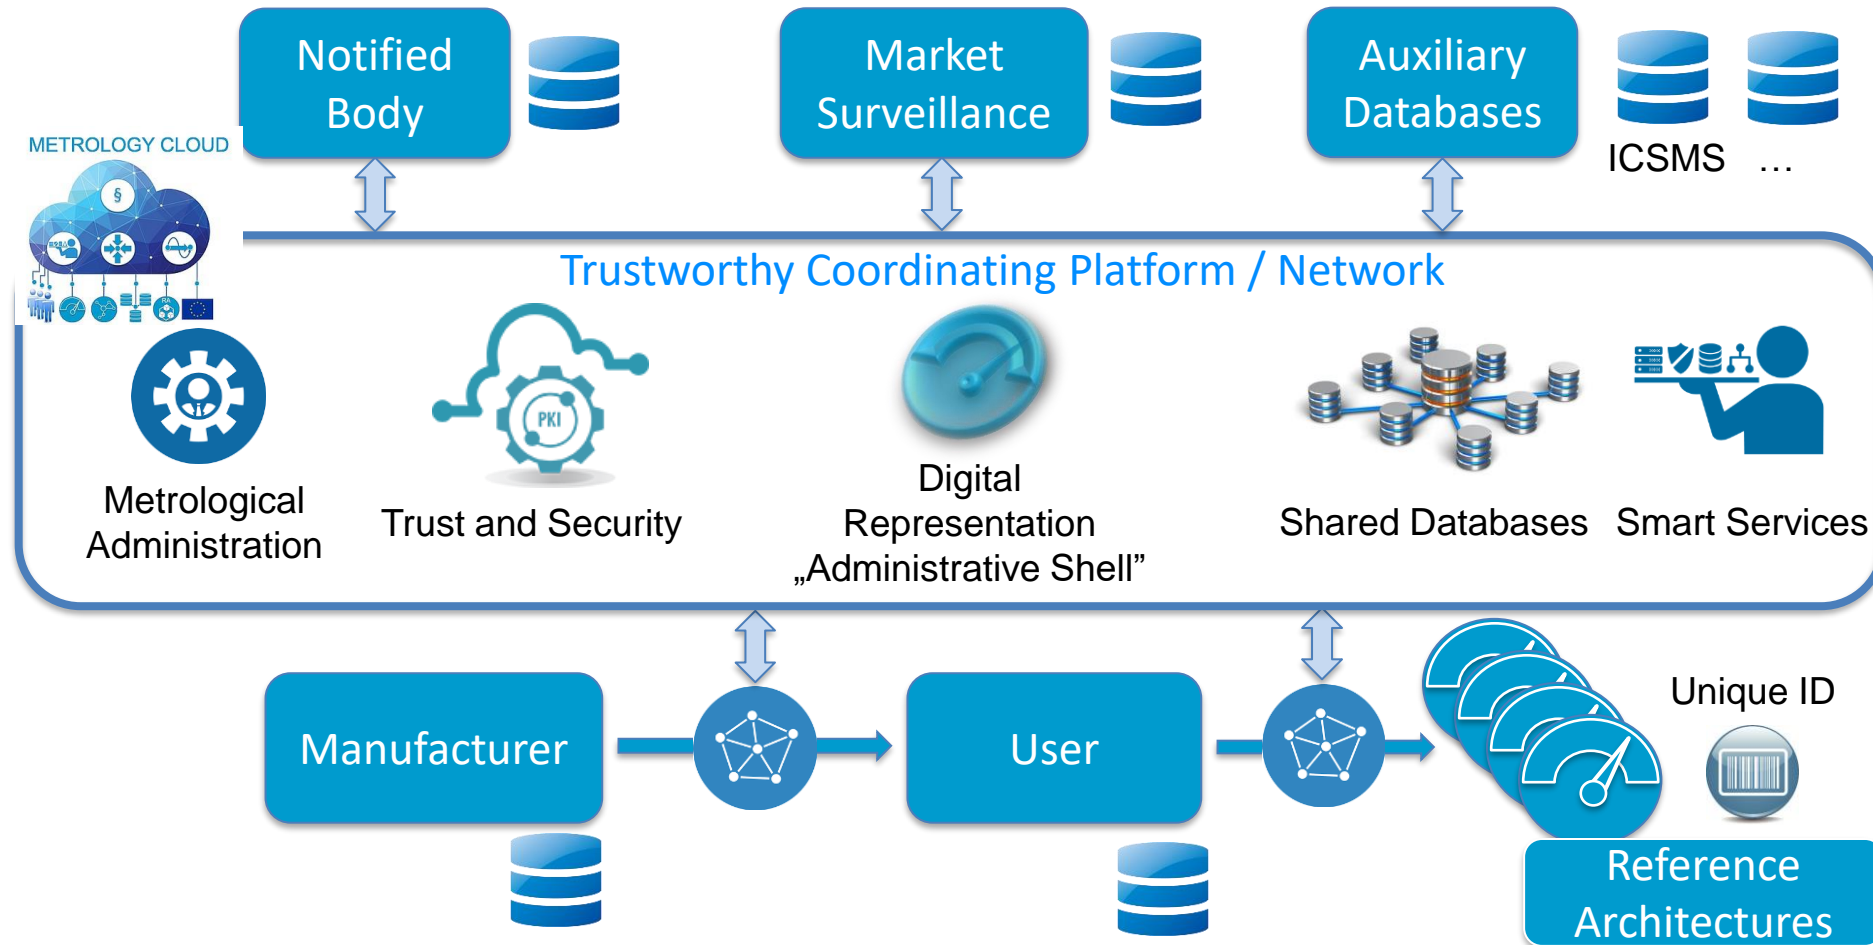 Notified
Body
Market
Surveillance
Auxiliary
Databases
ICSMS …
METROLOGY CLOUD
§
RA
Trustworthy Coordinating Platform / Network
PKI
Metrological
Administration
Trust and Security
Digital
Representation
„Administrative Shell”
Shared Databases
Smart Services
Manufacturer
User
Unique ID
Reference
Architectures